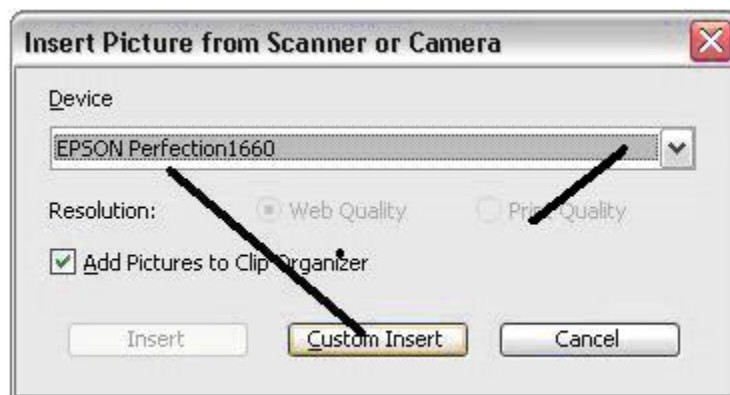 Insert Picture from Scanner or Camera
Device
EPSON Perfection1660
Resolution: Web Quality Print Quality
Add Pictures to Clip Organizer
Insert Custom Insert Cancel